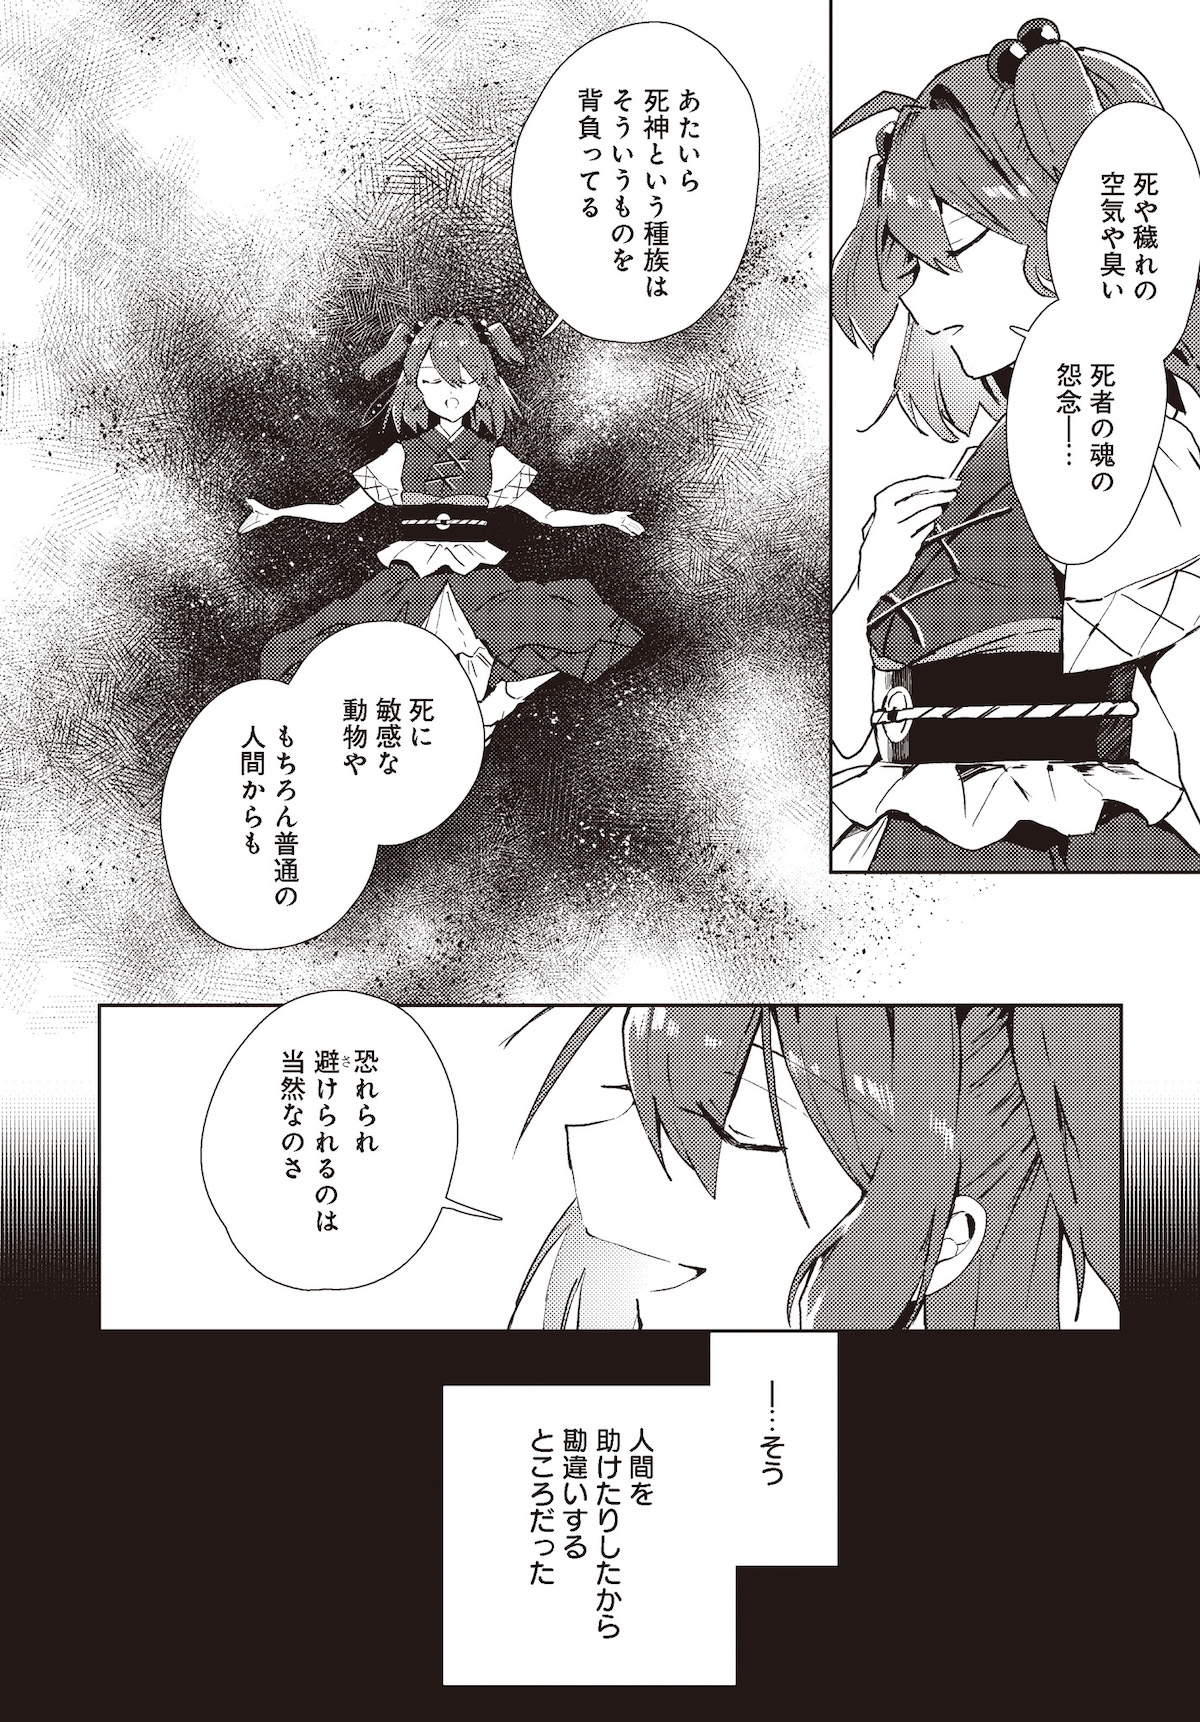 死や穢れの
空気や臭い
死者の魂の
怨念―…
あたいら
死神という種族は
そういうものを
背負ってる
死に
敏感な
動物や
もちろん普通の
人間からも
恐れられ
避けられるのは
さ
当然なのさ
―…そう
人間を
助けたりしたから
勘違いする
ところだった